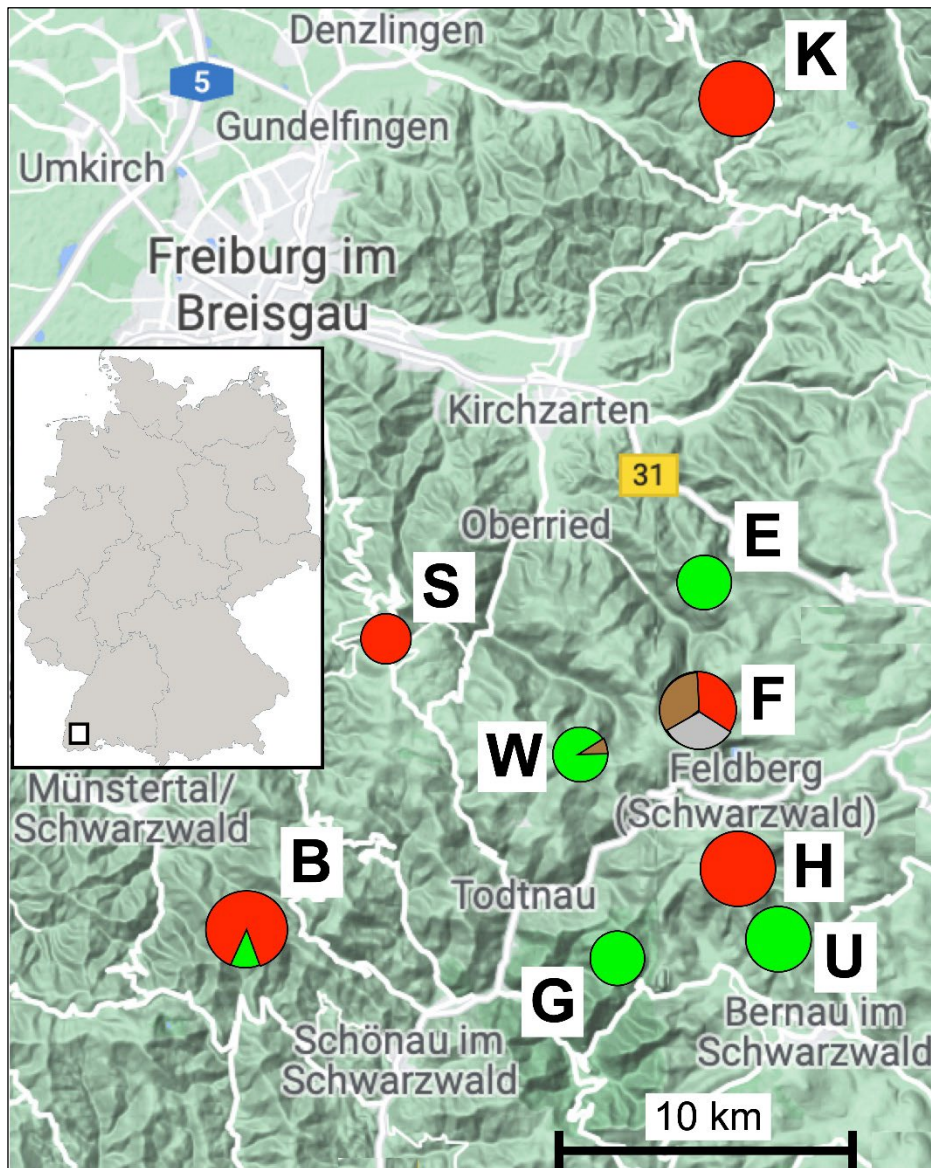 Denzlingen
K
5
Gundelfingen
Umkirch
Freiburg im
Breisgau
Kirchzarten
31
Oberried
E
S
F
W
Feldberg
(Schwarzwald)
Münstertal/
Schwarzwald
B
H
Todtnau
U
G
Bernau im
Schwarzwald
Schönau im
Schwarzwald
10 km